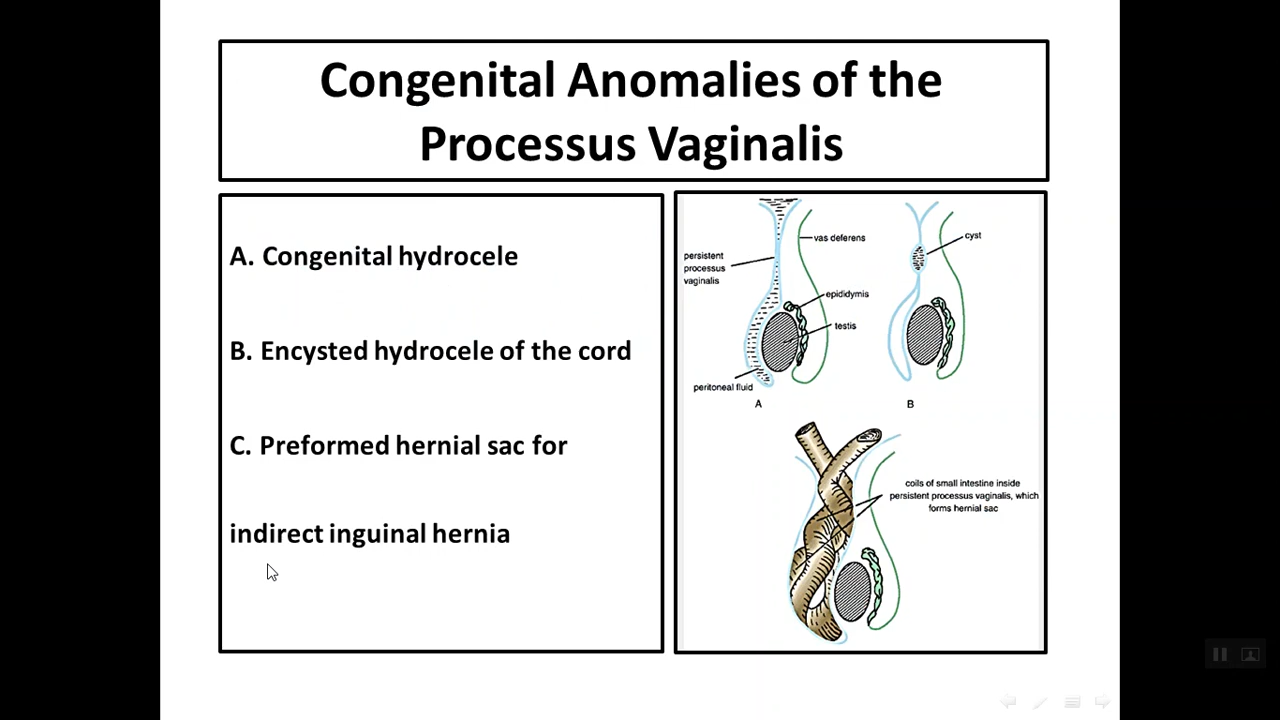 Congenital Anomalies of the
Processus Vaginalis
A. Congenital hydrocele
B. Encysted hydrocele of the cord
C. Preformed hernial sac for
indirect inguinal hernia
vas deferens
persistent
processus
vaginalis
epididymis
testis
peritoneal fluid
A
cyst
B
coils of small intestine inside
persistent processus vaginalis, which
forms hernial sac